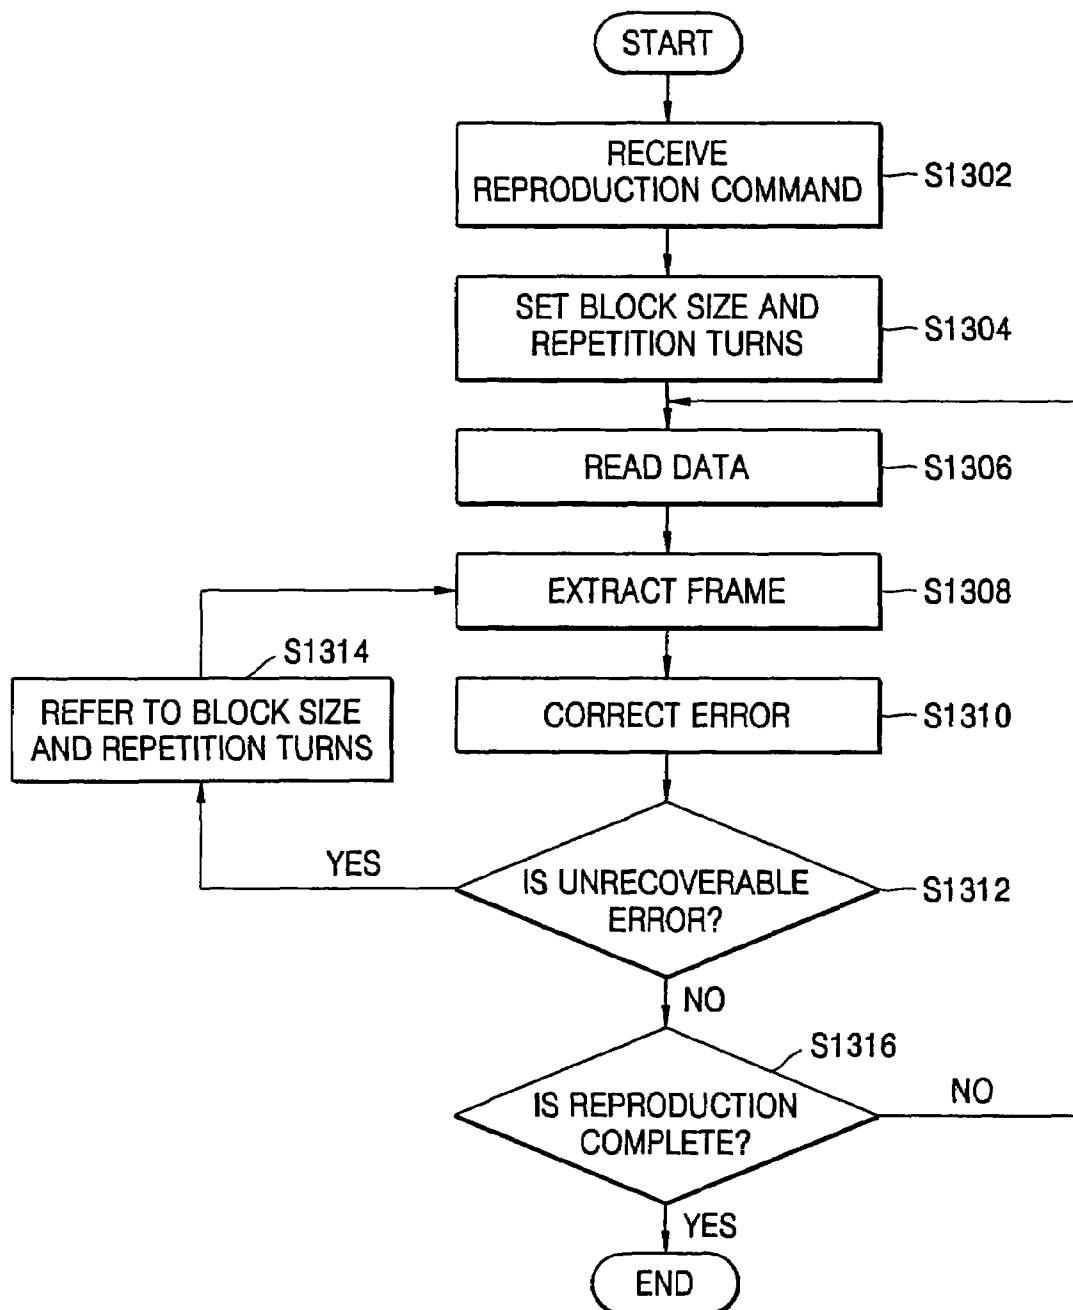 START
RECEIVE
REPRODUCTION COMMAND
S1302
SET BLOCK SIZE AND
REPETITION TURNS
S1304
READ DATA
S1306
EXTRACT FRAME
S1308
S1314
REFER TO BLOCK SIZE
AND REPETITION TURNS
CORRECT ERROR
S1310
YES
IS UNRECOVERABLE
ERROR?
S1312
NO
S1316
IS REPRODUCTION
COMPLETE?
NO
YES
END